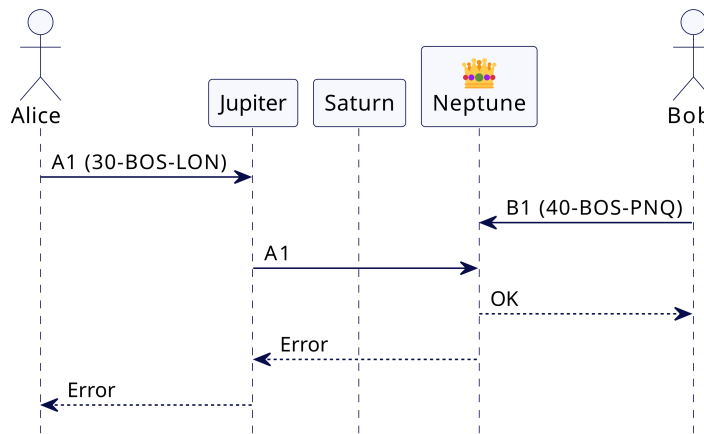 Alice
Jupiter
Saturn
Neptune
Bob
A1 (30-BOS-LON)
B1 (40-BOS-PNQ)
A1
OK
Error
Error